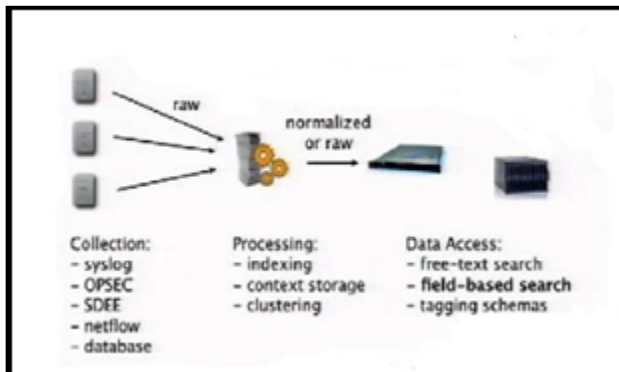 raw
normalized
or raw
Collection:
- syslog
- OPSEC
- SDEE
- netflow
- database
Processing:
- indexing
- context storage
- clustering
Data Access:
- free-text search
- field-based search
- tagging schemas